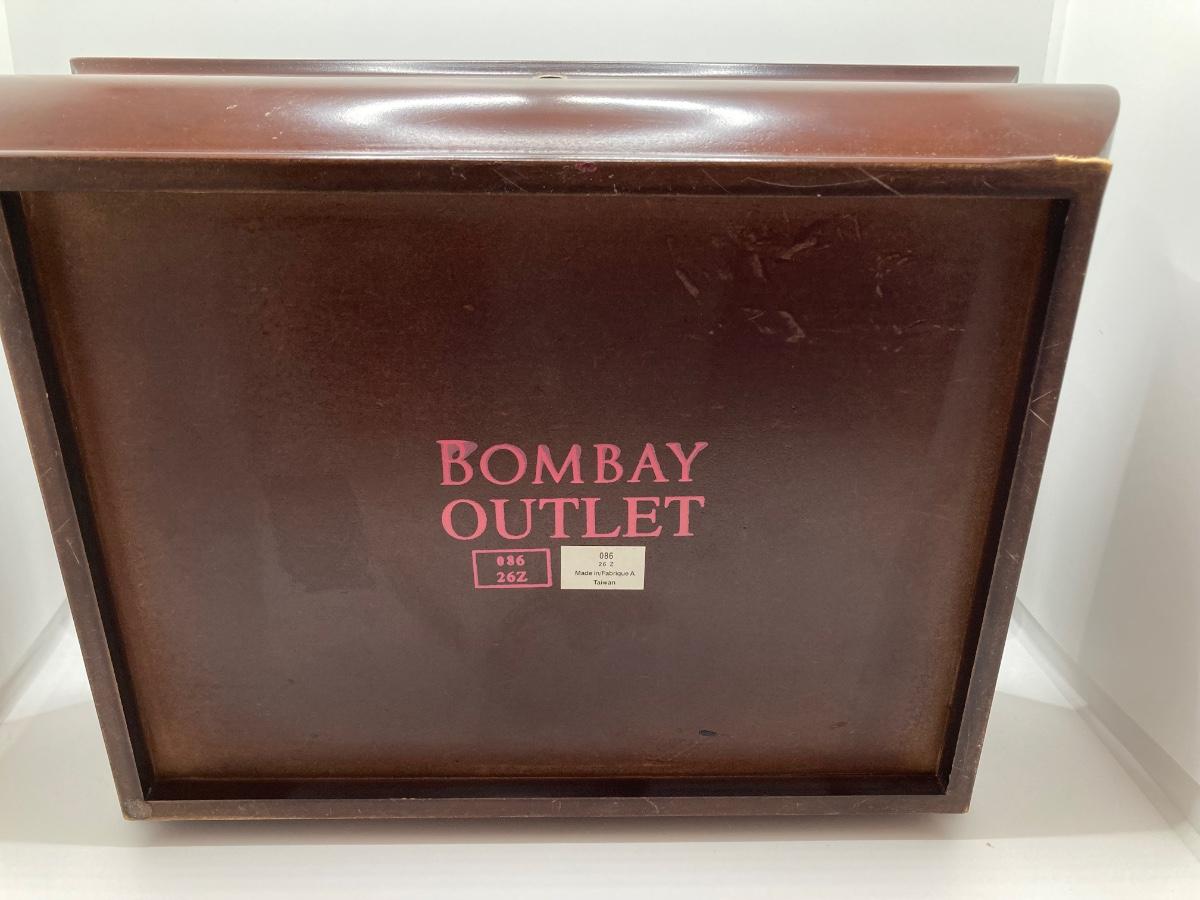 BOMBAY
OUTLET
086
26Z
086
26 Z
Made in/Fabrique A
Taiwan